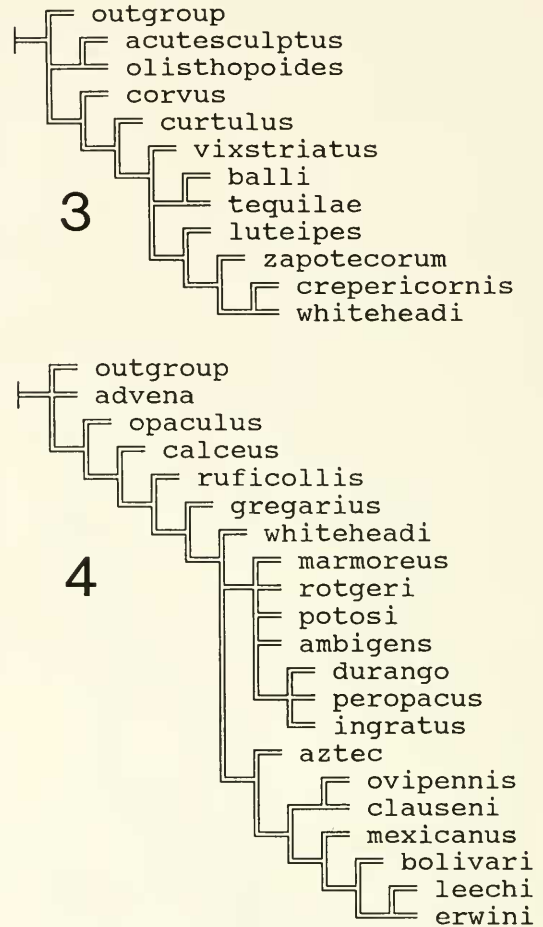 outgroup
acutesculptus
olisthopoides
corvus
curtulus
vixstriatus
balli
3
tequilae
luteipes
zapotecorum
crepericornis
whiteheadi
outgroup
advena
opaculus
calceus
ruficollis
gregarius
whiteheadi
4
marmoreus
rotgeri
potosi
ambigens
durango
peropacus
ingratus
aztec
ovipennis
clauseni
mexicanus
bolivari
leechi
erwini